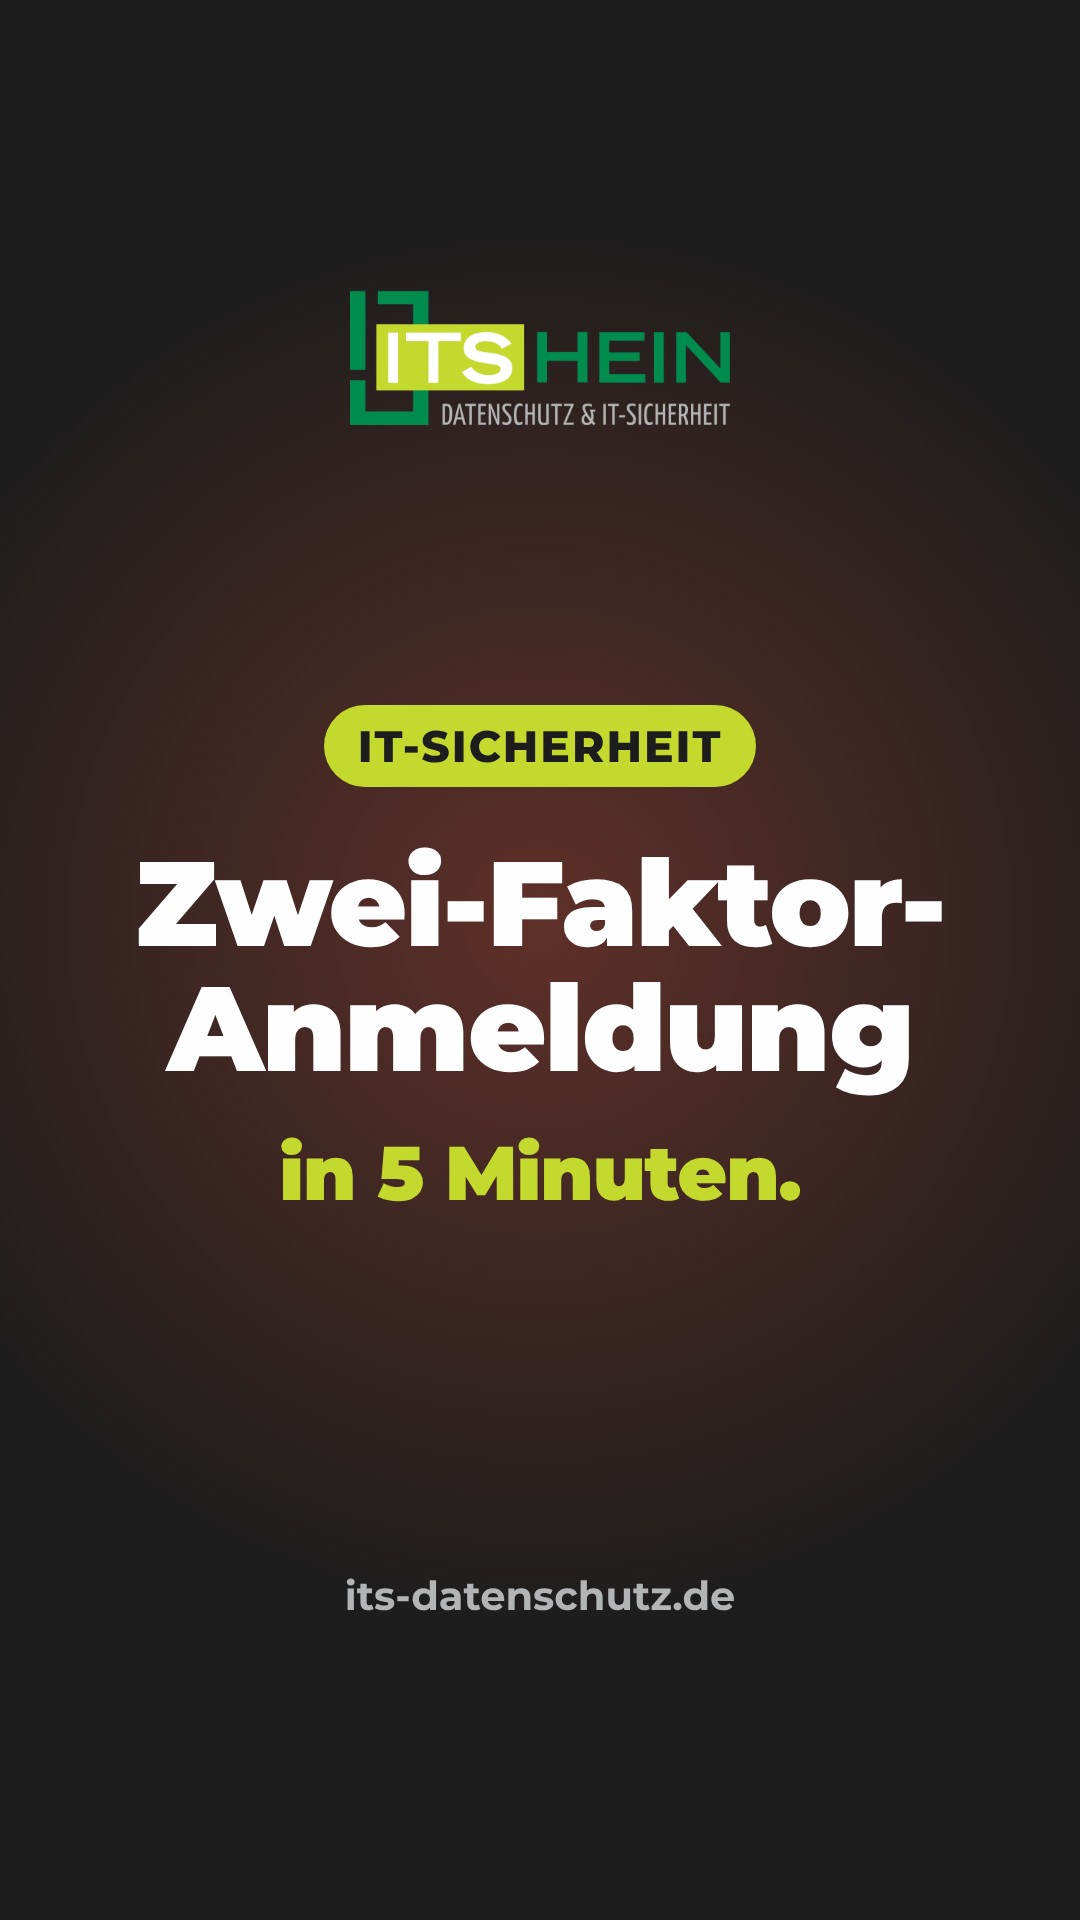 ITS HEIN
DATENSCHUTZ & IT-SICHERHEIT
IT-SICHERHEIT
Zwei-Faktor-
Anmeldung
in 5 Minuten.
its-datenschutz.de